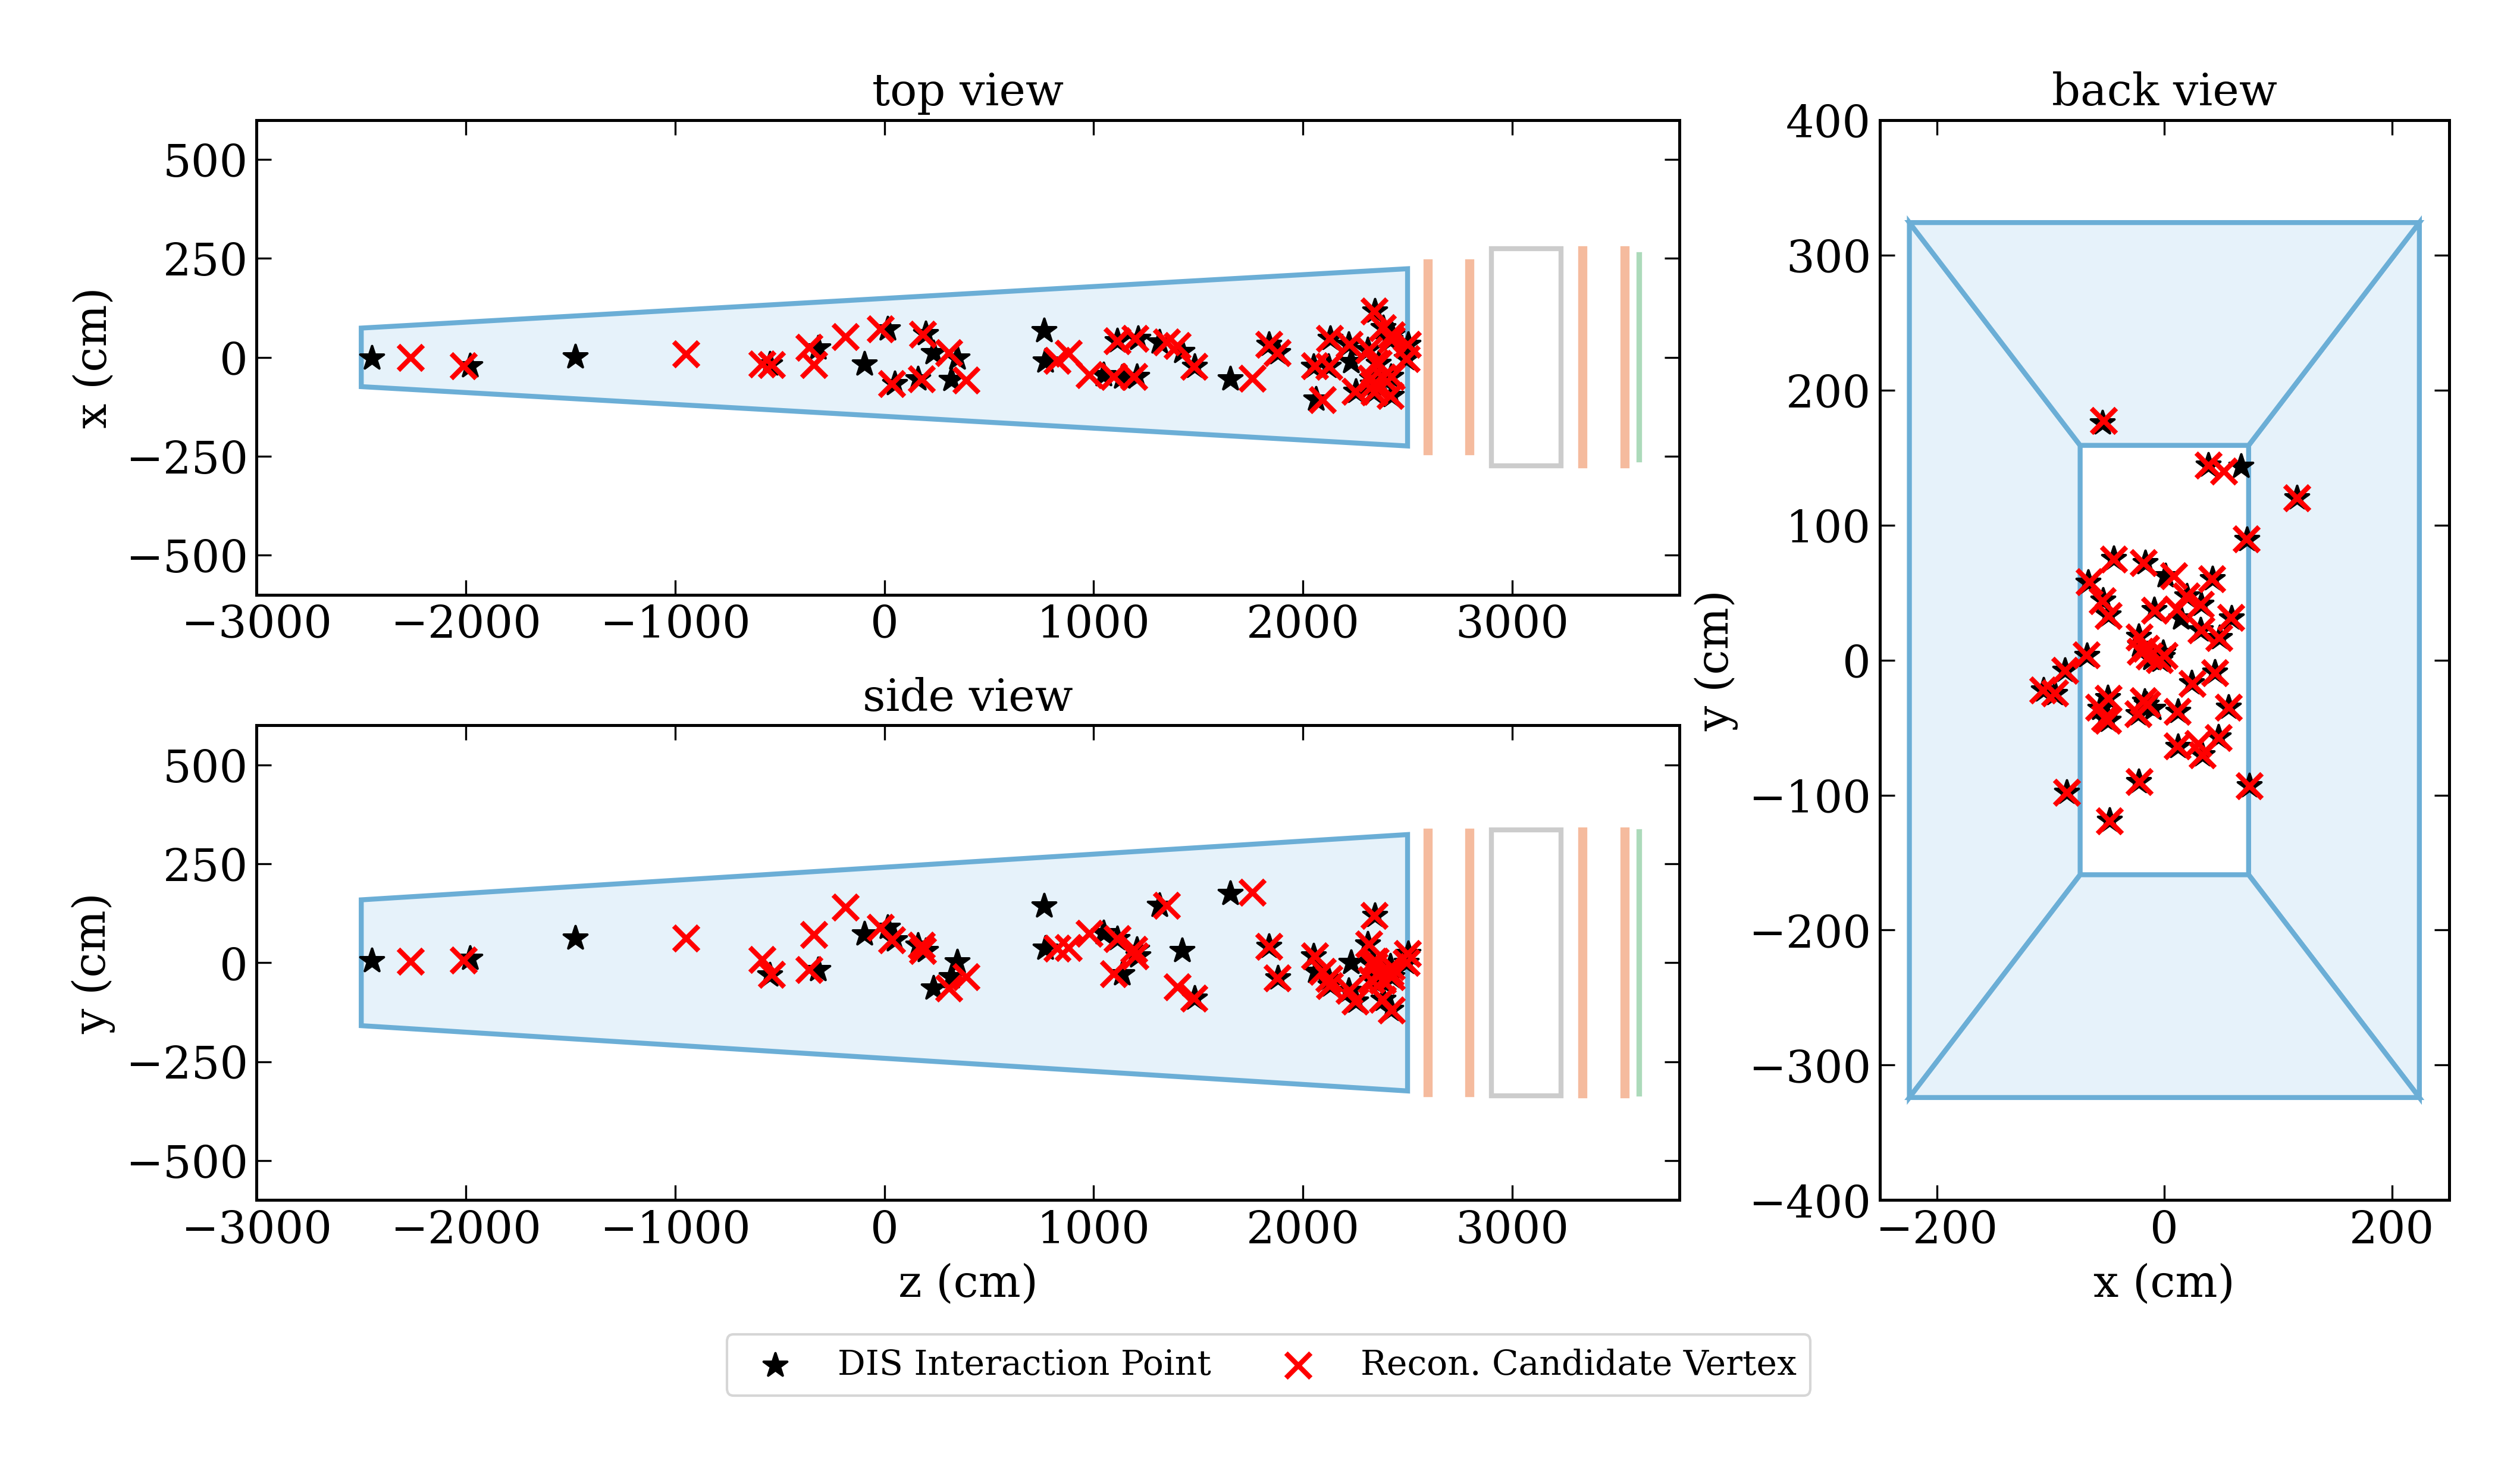 top view
x (cm)
500
250
0
−250
−500
−3000 −2000 −1000 0 1000 2000 3000
side view
y (cm)
500
250
0
−250
−500
−3000 −2000 −1000 0 1000 2000 3000
z (cm)
back view
y (cm)
400
300
200
100
0
−100
−200
−300
−400
−200 0 200
x (cm)
DIS Interaction Point Recon. Candidate Vertex